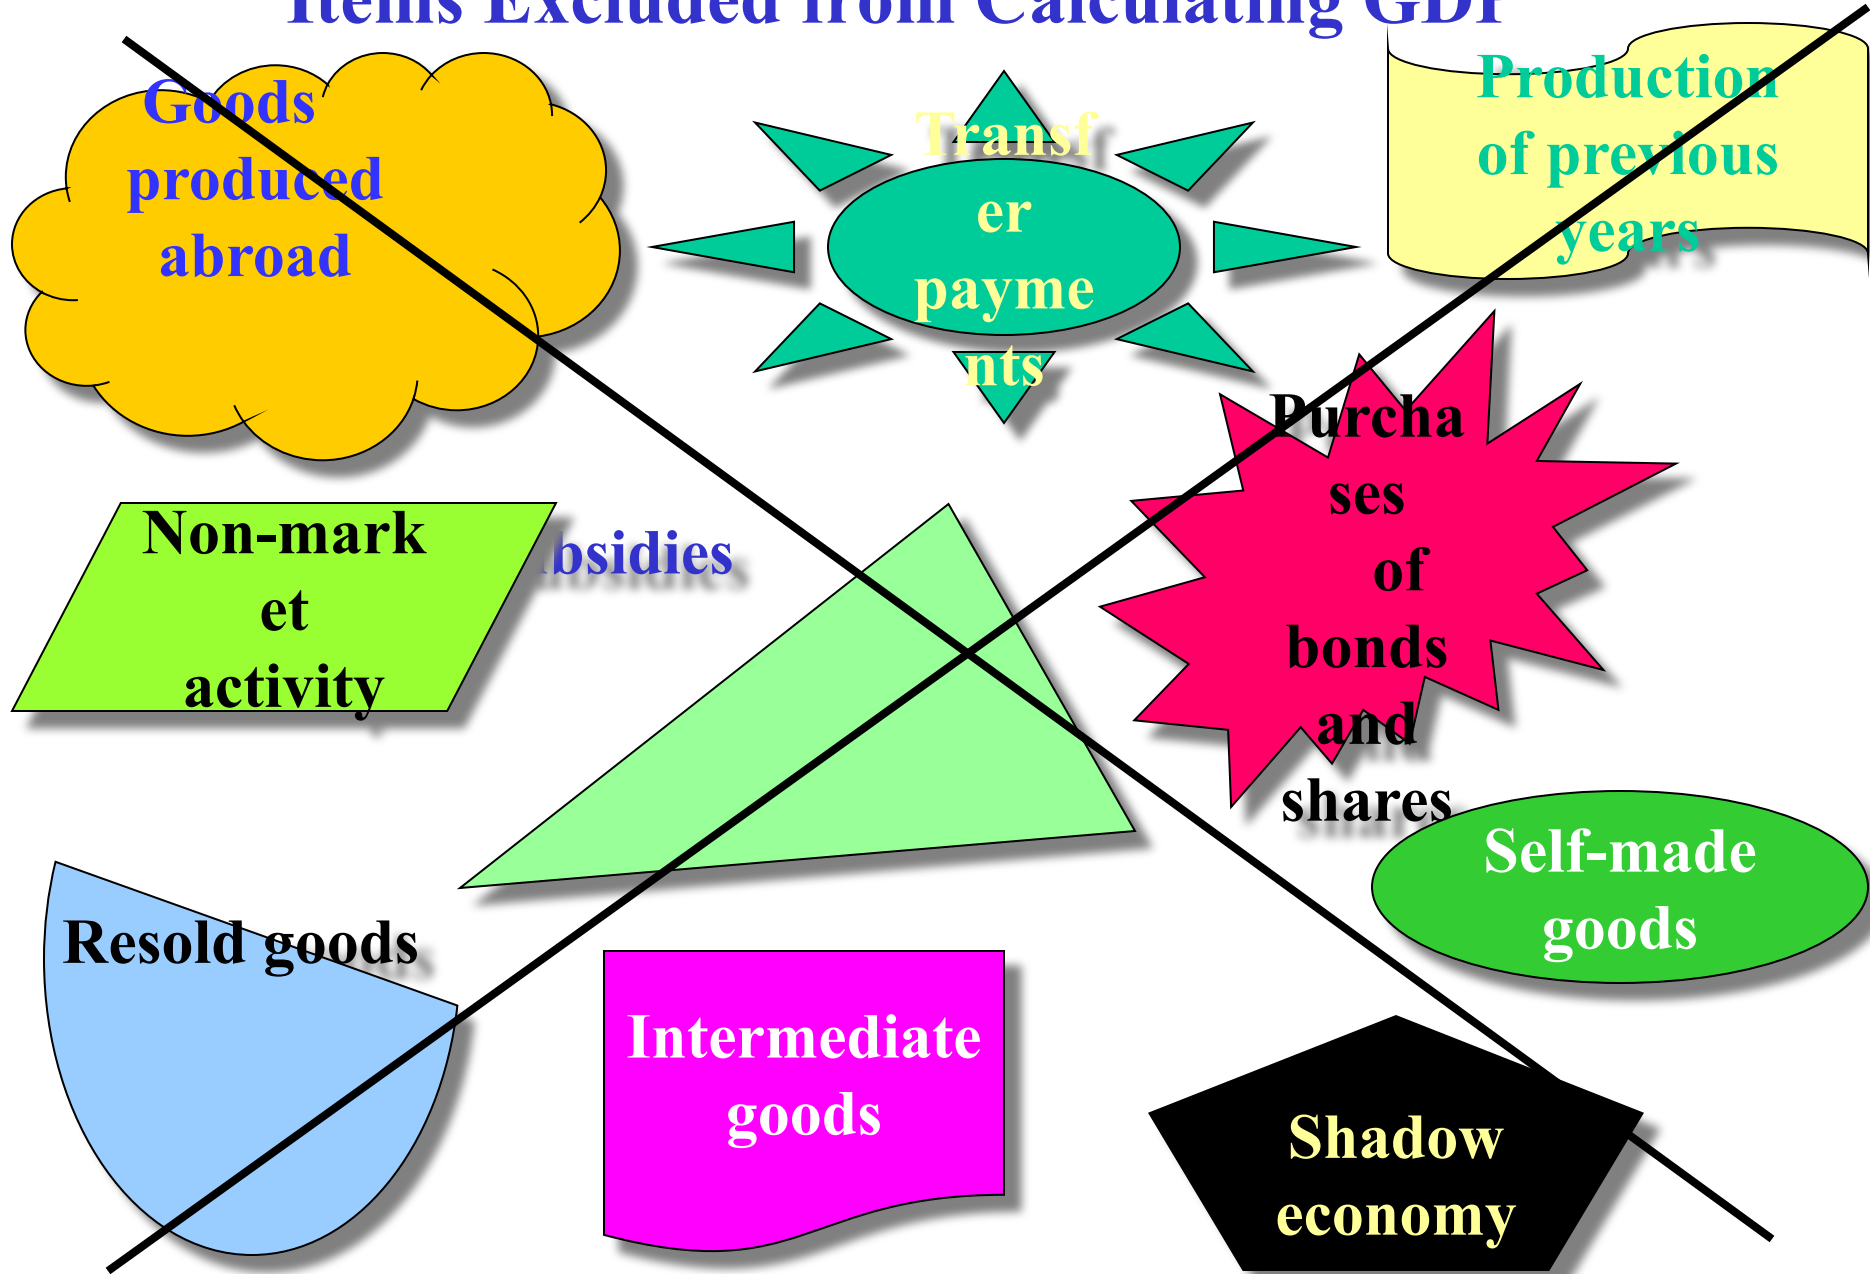 Items Excluded from Calculating GDP
Goods
produced
abroad
Transf
er
payme
nts
Production
of previous
years
Purcha
ses
of
bonds
and
shares
Non-mark
et
activity
bsidies
Self-made
goods
Resold goods
Intermediate
goods
Shadow
economy